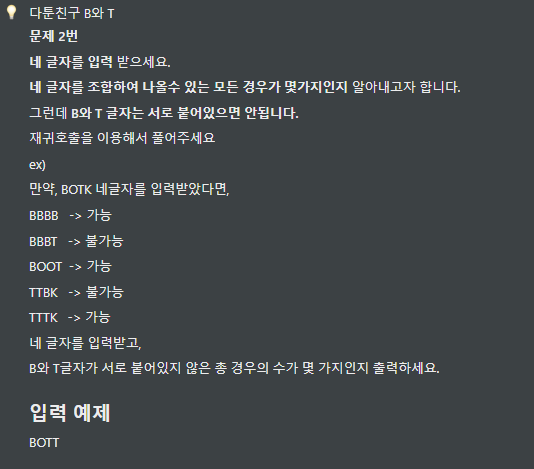 다툰친구 B와 T
문제 2번
네 글자를 입력 받으세요.
네 글자를 조합하여 나올수 있는 모든 경우가 몇가지인지 알아내고자 합니다.
그런데 B와 T 글자는 서로 붙어있으면 안됩니다.
재귀호출을 이용해서 풀어주세요
ex)
만약, BOTK 네글자를 입력받았다면,
BBBB -> 가능
BBBT -> 불가능
BOOT -> 가능
TTBK -> 불가능
TTTK -> 가능
네 글자를 입력받고,
B와 T글자가 서로 붙어있지 않은 총 경우의 수가 몇 가지인지 출력하세요.
입력 예제
BOTT